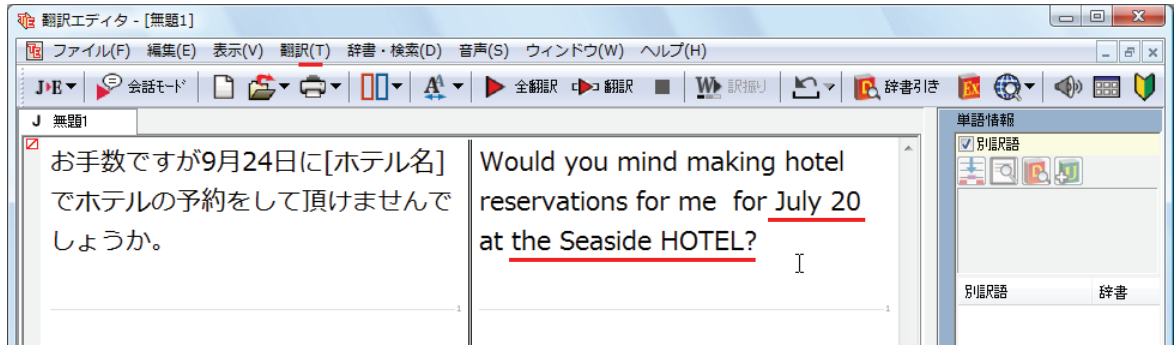 翻訳エディタ - [無題1]
ファイル(F) 編集(E) 表示(V) 翻訳(T) 辞書・検索(D) 音声(S) ウィンドウ(W) ヘルプ(H)
J▸E 会話モード 全翻訳 翻訳 訳振り 辞書引き
J 無題1
お手数ですが9月24日に[ホテル名]
でホテルの予約をして頂けませんで
しょうか。
1
Would you mind making hotel
reservations for me  for July 20
at the Seaside HOTEL?
1
単語情報
別訳語
別訳語 辞書